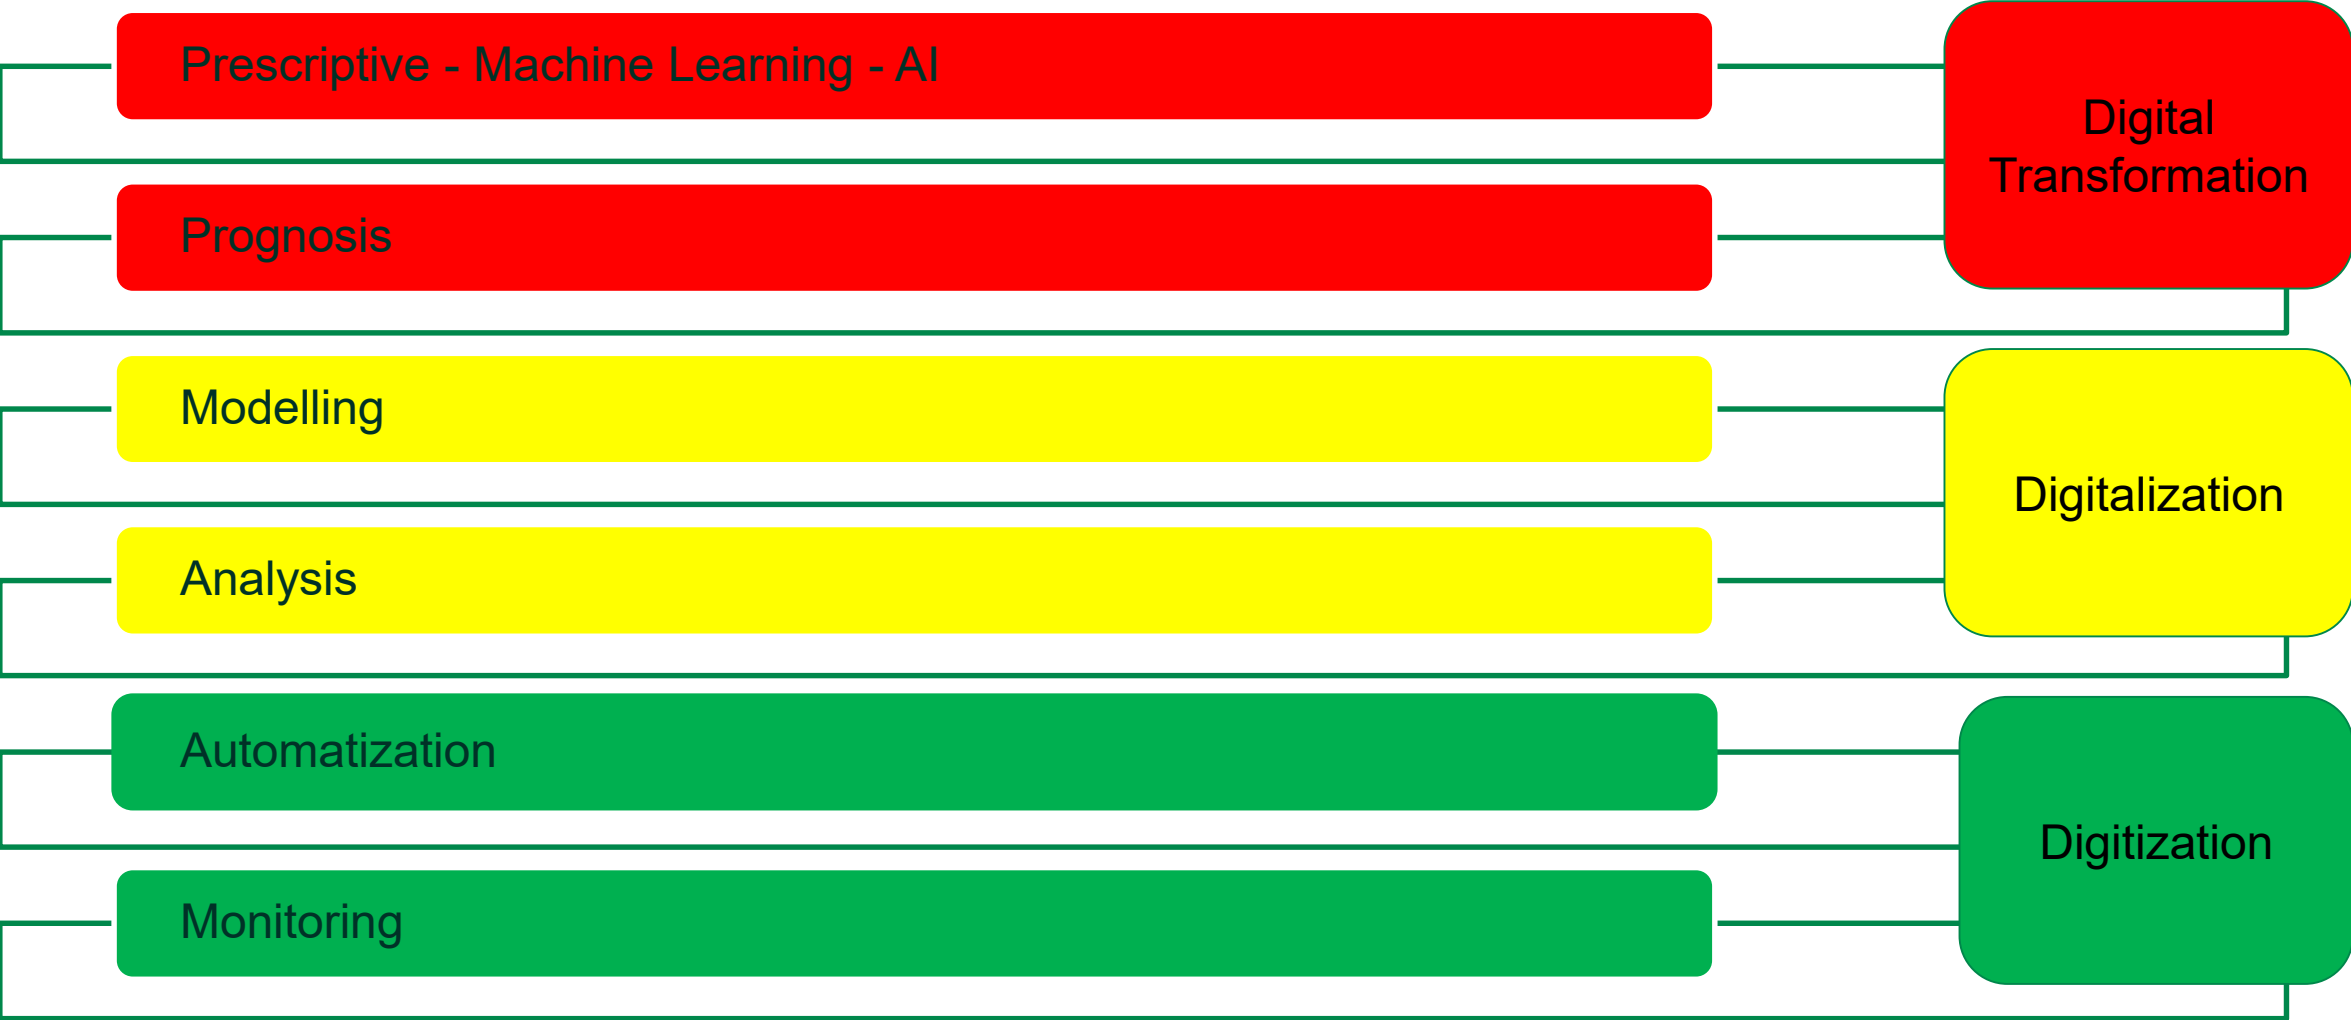 Prescriptive - Machine Learning - AI
Prognosis
Digital
Transformation
Modelling
Analysis
Digitalization
Automatization
Monitoring
Digitization